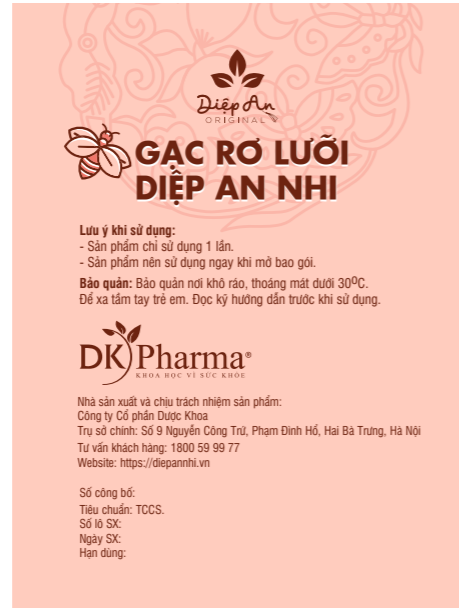 Diệp An
ORIGINAL
GẠC RƠ LƯỠI
DIỆP AN NHI
Lưu ý khi sử dụng:
- Sản phẩm chỉ sử dụng 1 lần.
- Sản phẩm nên sử dụng ngay khi mở bao gói.
Bảo quản: Bảo quản nơi khô ráo, thoáng mát dưới 30ºC.
Để xa tầm tay trẻ em. Đọc kỹ hướng dẫn trước khi sử dụng.
DK Pharma®
KHOA HỌC VÌ SỨC KHỎE
Nhà sản xuất và chịu trách nhiệm sản phẩm:
Công ty Cổ phần Dược Khoa
Trụ sở chính: Số 9 Nguyễn Công Trứ, Phạm Đình Hổ, Hai Bà Trưng, Hà Nội
Tư vấn khách hàng: 1800 59 99 77
Website: https://diepannhi.vn
Số công bố:
Tiêu chuẩn: TCCS.
Số lô SX:
Ngày SX:
Hạn dùng: